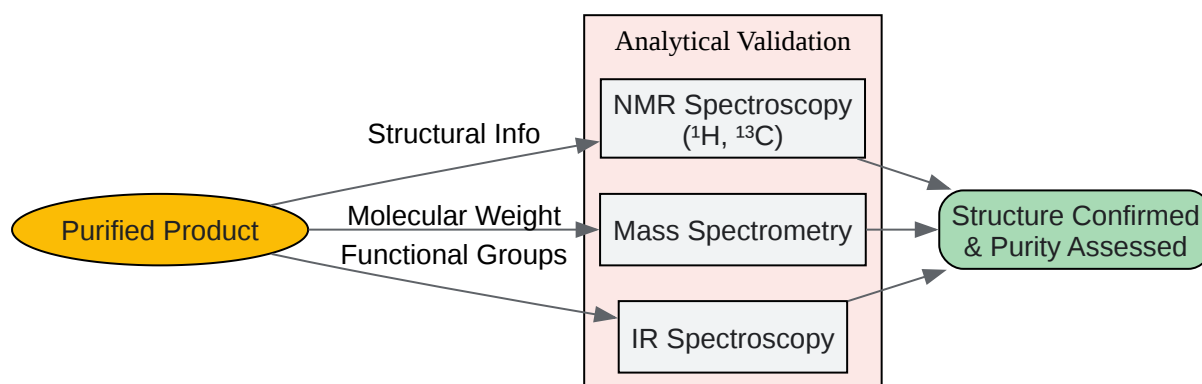 Analytical Validation
NMR Spectroscopy
(¹H, ¹³C)
Structural Info
Purified Product
Molecular Weight
Mass Spectrometry
Structure Confirmed
& Purity Assessed
Functional Groups
IR Spectroscopy